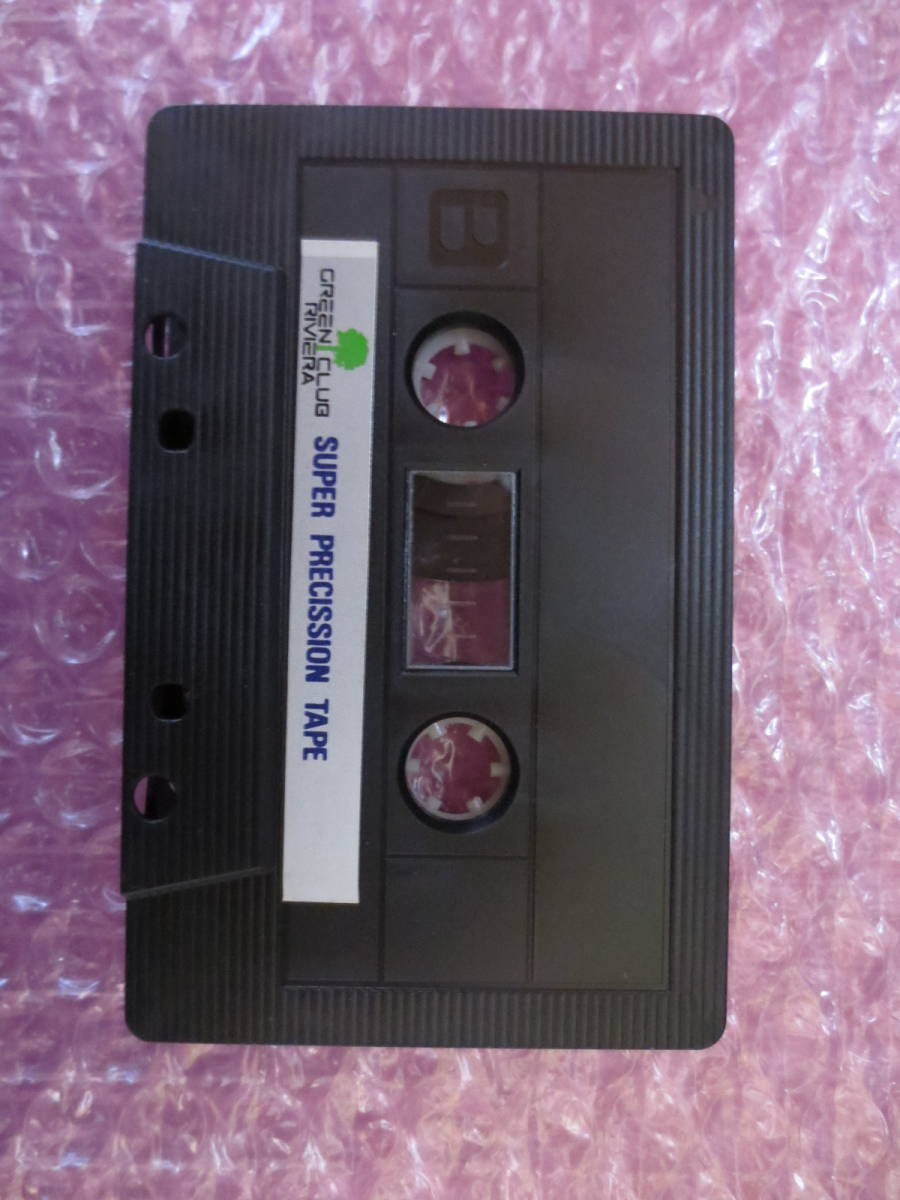 B
GREEN CLUB
RIVIERA
SUPER PRECISSION TAPE